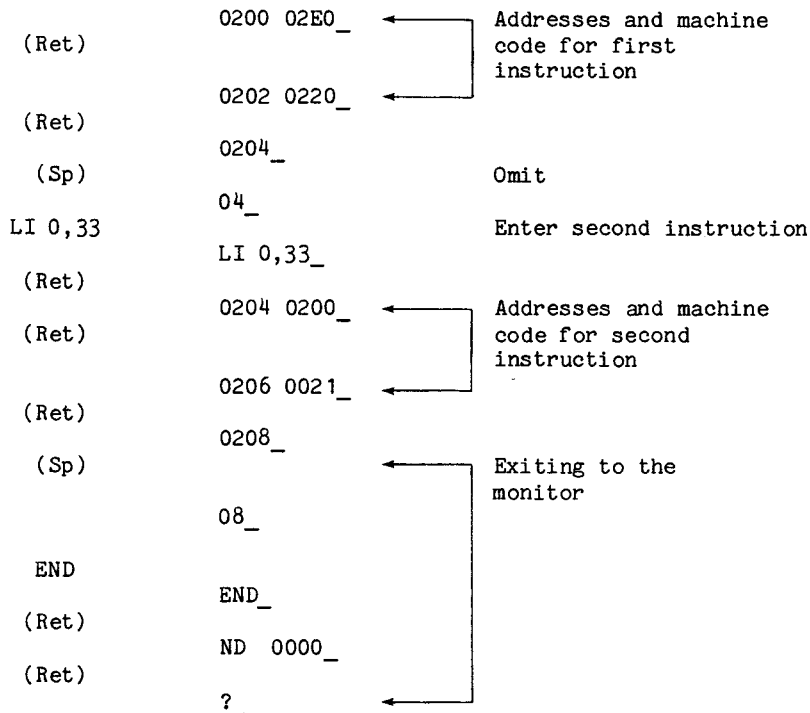 0200 02E0_ Addresses and machine
(Ret) code for first
instruction
0202 0220_
(Ret)
0204_
(Sp) Omit
04_
LI 0,33 Enter second instruction
LI 0,33_
(Ret)
0204 0200_ Addresses and machine
(Ret) code for second
instruction
0206 0021_
(Ret)
0208_
(Sp) Exiting to the
monitor
08_
END
END_
(Ret)
ND 0000_
(Ret)
?_